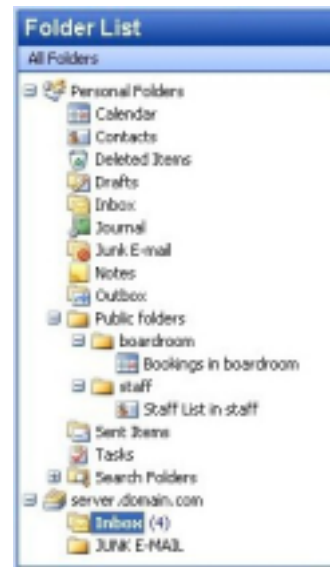 Folder List
All Folders
Personal Folders
Calendar
Contacts
Deleted Items
Drafts
Inbox
Journal
Junk E-mail
Notes
Outbox
Public folders
boardroom
Bookings in boardroom
staff
Staff List in staff
Sent Items
Tasks
Search Folders
server.domain.com
Inbox (4)
JUNK E-MAIL